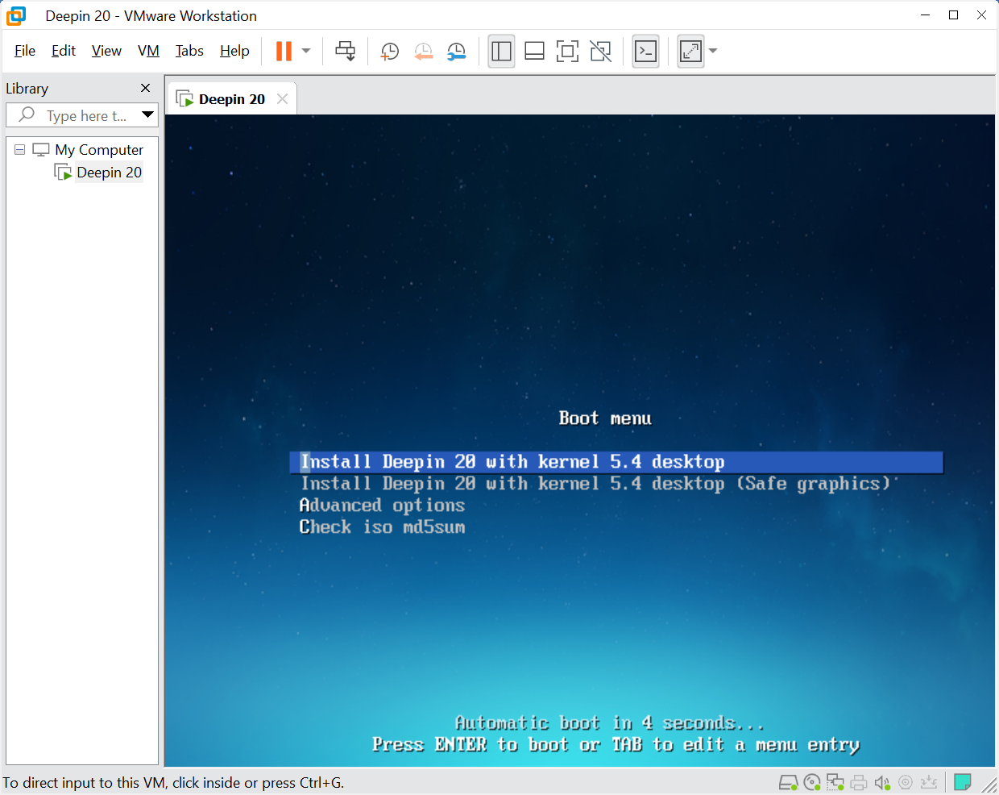 Deepin 20 - VMware Workstation
File Edit View VM Tabs Help
Library
Deepin 20
Type here t...
My Computer
Deepin 20
Boot menu
Install Deepin 20 with kernel 5.4 desktop
Install Deepin 20 with kernel 5.4 desktop (Safe graphics)
Advanced options
Check iso md5sum
Automatic boot in 4 seconds...
Press ENTER to boot or TAB to edit a menu entry
To direct input to this VM, click inside or press Ctrl+G.